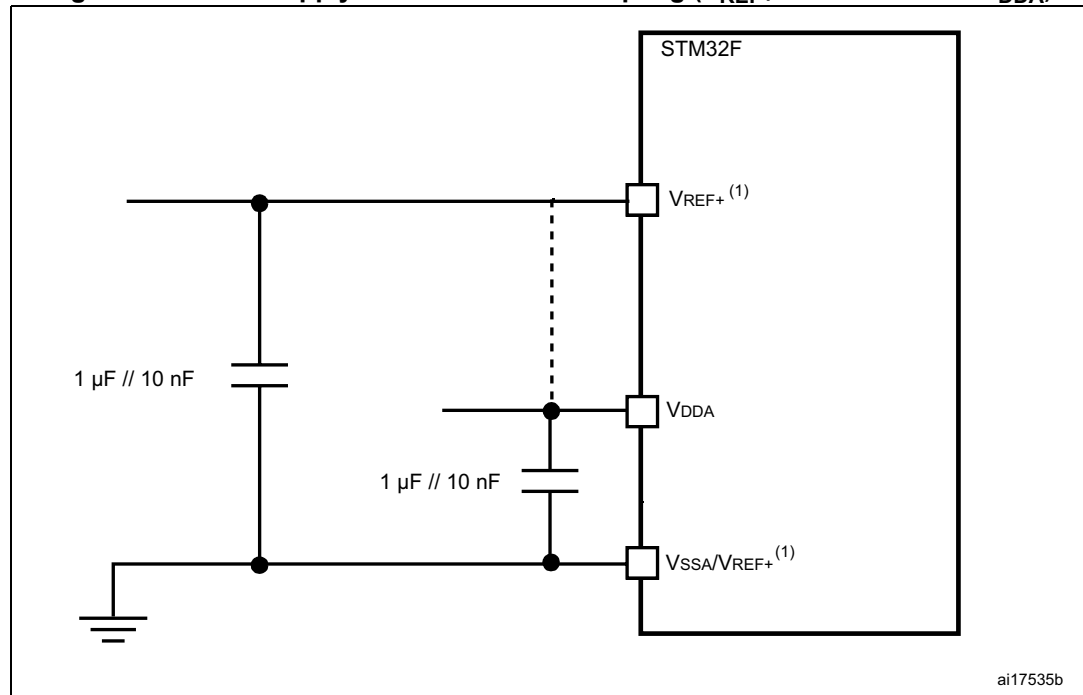 STM32F
VREF+ (1)
1 µF // 10 nF
VDDA
1 µF // 10 nF
VSSA/VREF+ (1)
ai17535b